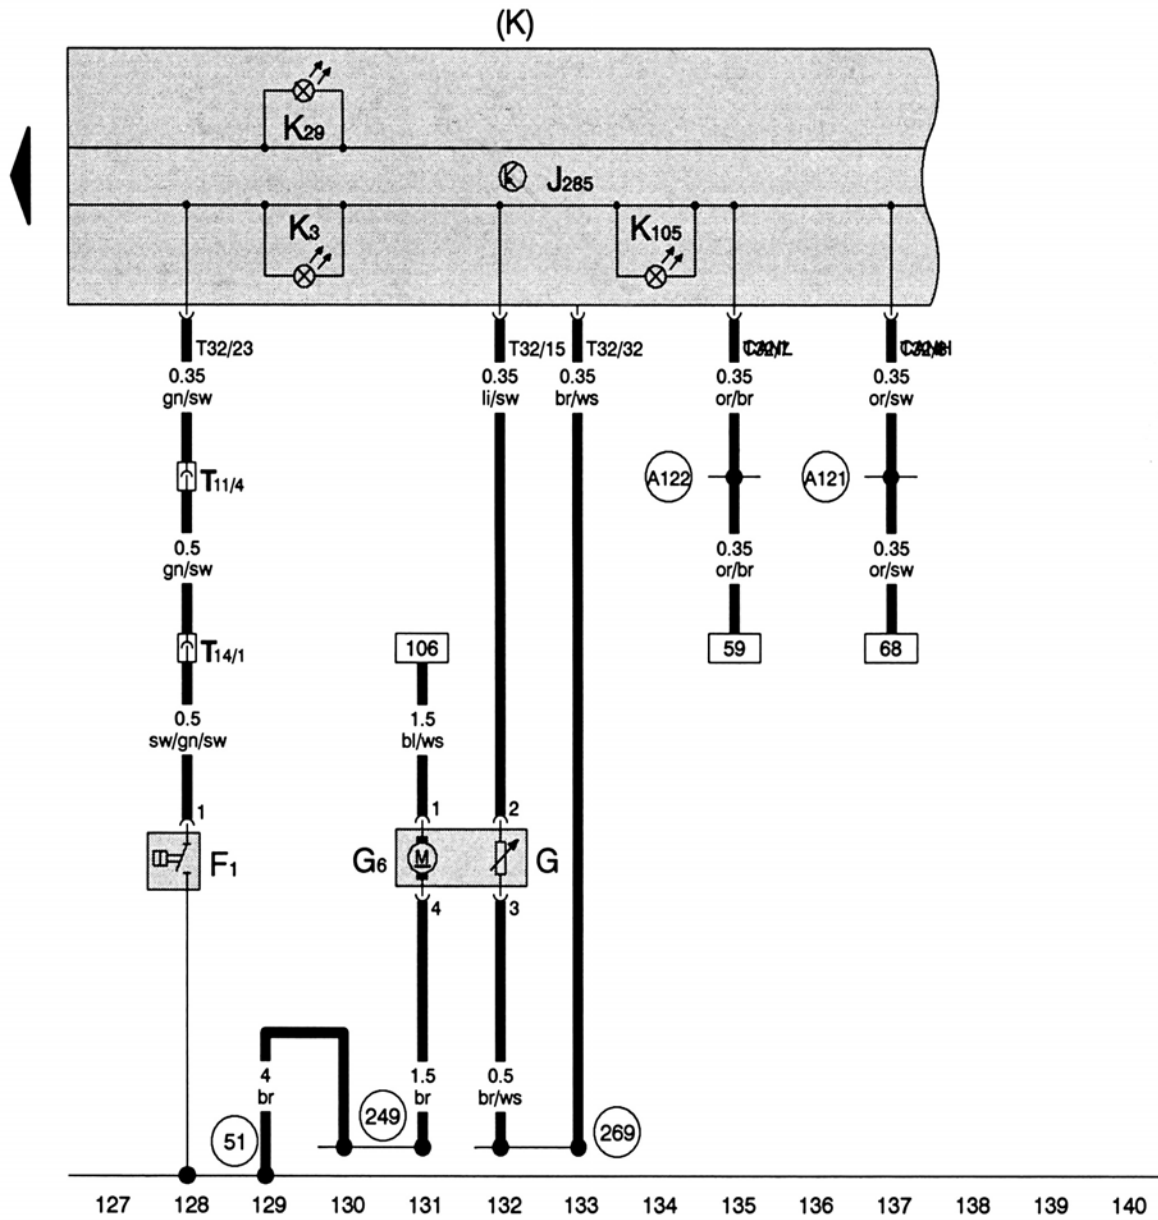 (K)
K29
K J285
K3 K105
T32/23 T32/15 T32/32
0.35 0.35 0.35 0.35 0.35
gn/sw li/sw br/ws or/br or/sw
T11/4 A122 A121
0.5 0.35 0.35
gn/sw or/br or/sw
T14/1 106 59 68
0.5 1.5
sw/gn/sw bl/ws
1 1 2
F1 G6 M G
4 3
4 1.5 0.5
br br br/ws
51 249 269
127 128 129 130 131 132 133 134 135 136 137 138 139 140